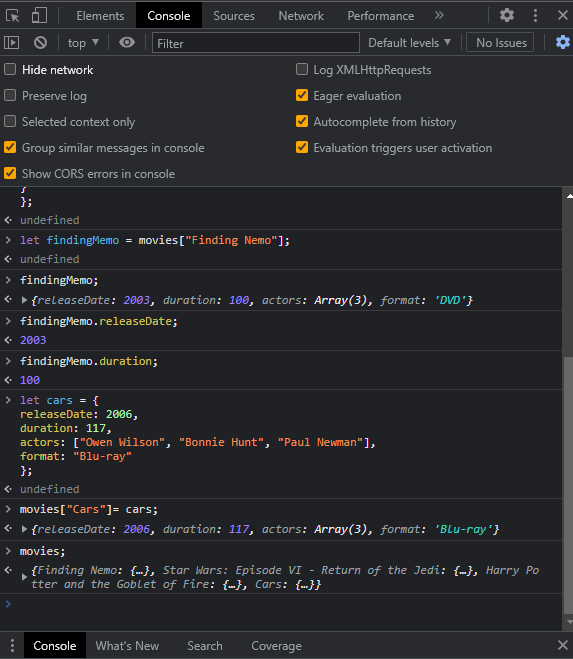 Elements Console Sources Network Performance »
top ▼ Filter Default levels ▼ No Issues
Hide network Log XMLHttpRequests
Preserve log Eager evaluation
Selected context only Autocomplete from history
Group similar messages in console Evaluation triggers user activation
Show CORS errors in console
}
};
undefined
let findingMemo = movies["Finding Nemo"];
undefined
findingMemo;
{releaseDate: 2003, duration: 100, actors: Array(3), format: 'DVD'}
findingMemo.releaseDate;
2003
findingMemo.duration;
100
let cars = {
releaseDate: 2006,
duration: 117,
actors: ["Owen Wilson", "Bonnie Hunt", "Paul Newman"],
format: "Blu-ray"
};
undefined
movies["Cars"]= cars;
{releaseDate: 2006, duration: 117, actors: Array(3), format: 'Blu-ray'}
movies;
{Finding Nemo: {…}, Star Wars: Episode VI - Return of the Jedi: {…}, Harry Po
tter and the Goblet of Fire: {…}, Cars: {…}}
Console What's New Search Coverage